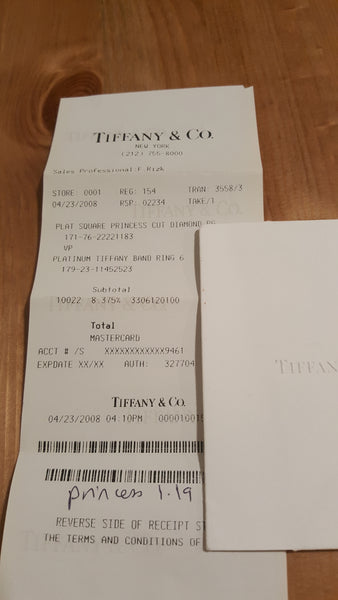 TIFFANY & CO.
NEW YORK
(212) 755-8000
Sales Professional F Rizk
STORE: 0001 REG: 154 TRAN: 3558/3
04/23/2008 RSP: 02234 TAKE/1
PLAT SQUARE PRINCESS CUT DIAMOND
171-76-22221183
VP
PLATINUM TIFFANY BAND RING 6
179-23-11452523
Subtotal
10022 8.375% 3306120100
Total
MASTERCARD
ACCT # /S XXXXXXXXXXXX9461
EXPDATE XX/XX AUTH: 327704
TIFFANY & CO.
04/23/2008 04:10PM
princess 1.19
REVERSE SIDE OF RECEIPT
THE TERMS AND CONDITIONS OF
TIFFAN